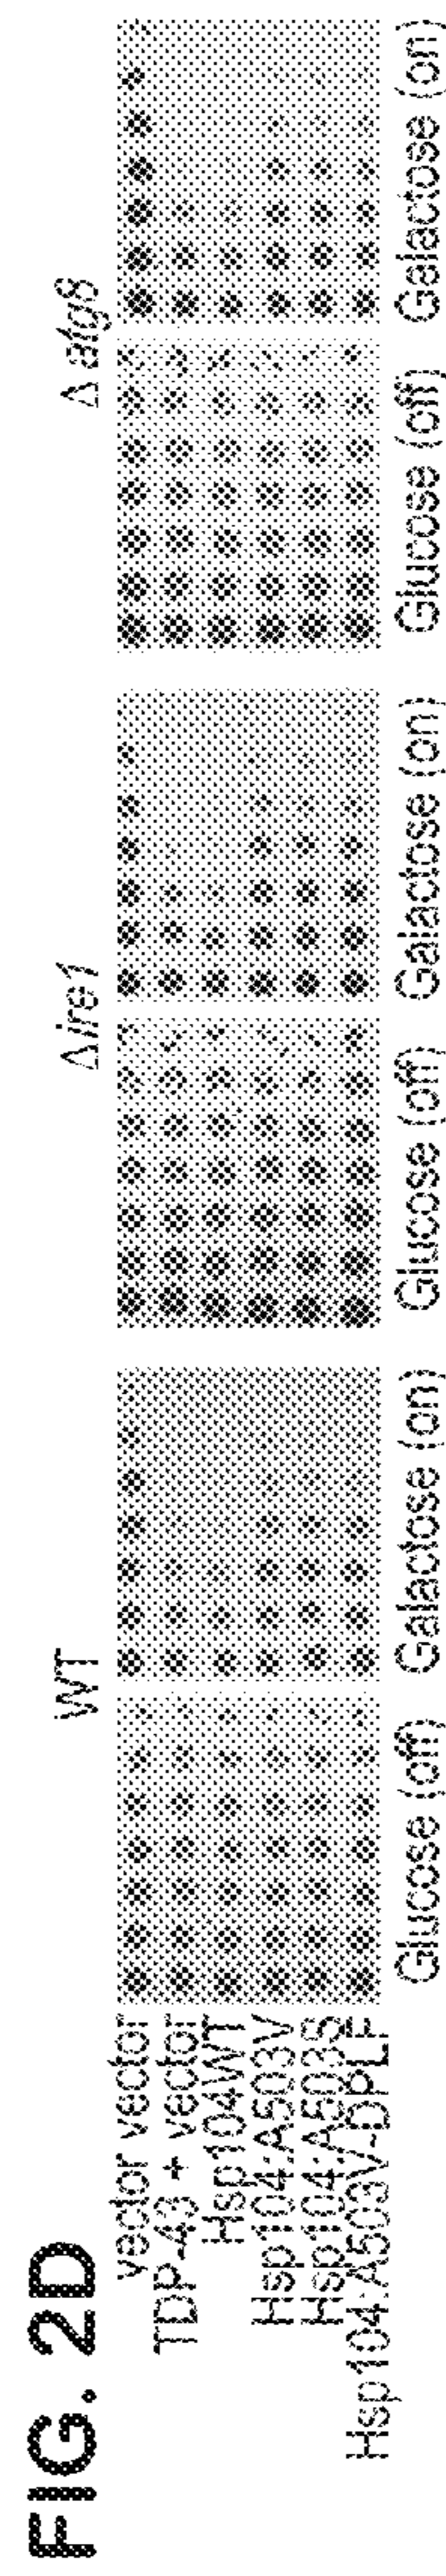 FIG. 2D
WT
Δire1
Δatg8
vector vector
TDP-43 + vector
Hsp104WT
Hsp104:A503V
Hsp104:A503S
Hsp104:A503V-DPLF
Glucose (off)
Galactose (on)
Glucose (off)
Galactose (on)
Glucose (off)
Galactose (on)